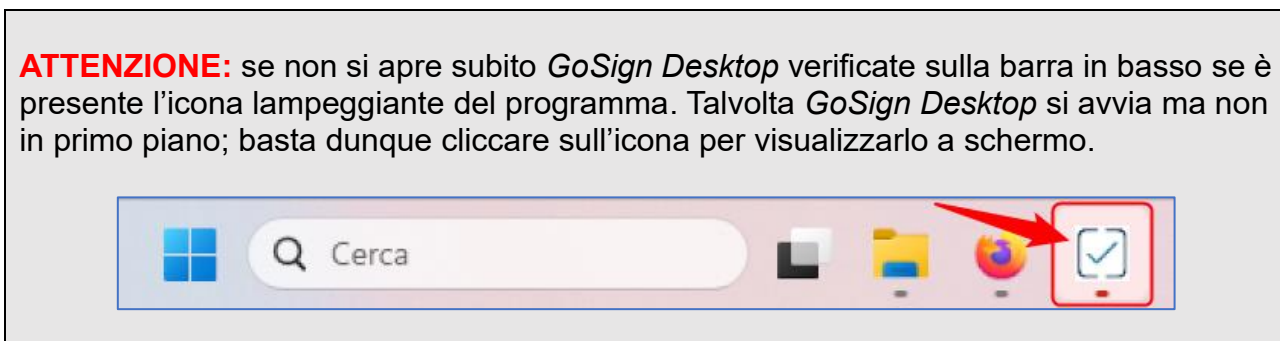 ATTENZIONE: se non si apre subito GoSign Desktop verificate sulla barra in basso se è
presente l’icona lampeggiante del programma. Talvolta GoSign Desktop si avvia ma non
in primo piano; basta dunque cliccare sull’icona per visualizzarlo a schermo.
Cerca